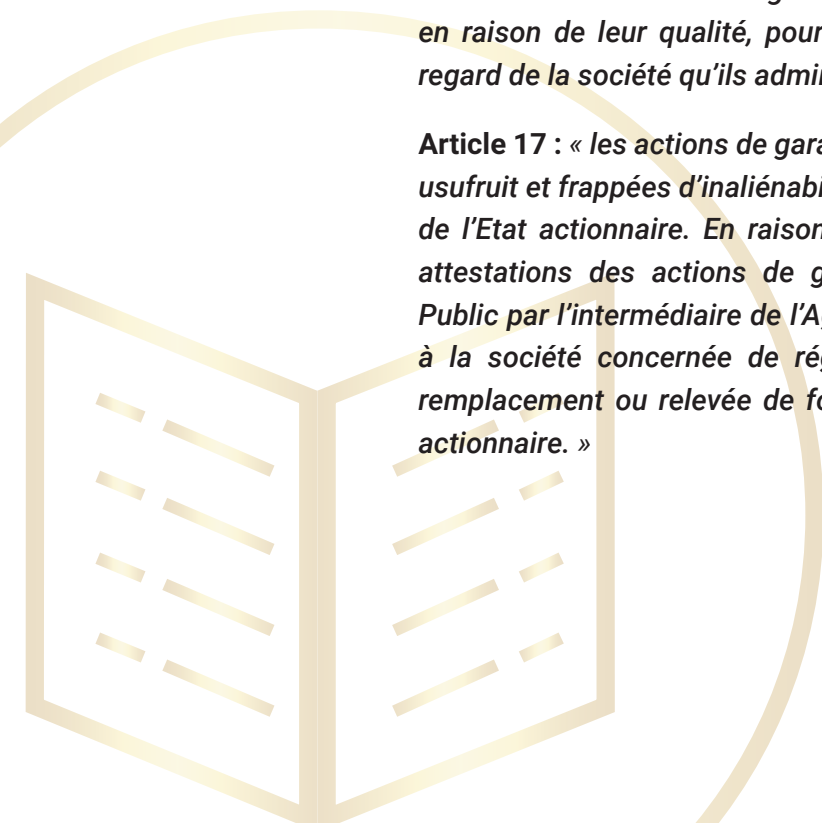 en raison de leur qualité, pour
regard de la société qu’ils admi
Article 17 : « les actions de gara
usufruit et frappées d’inaliénabi
de l’Etat actionnaire. En raison
attestations des actions de g
Public par l’intermédiaire de l’A
à la société concernée de ré
remplacement ou relevée de fo
actionnaire. »